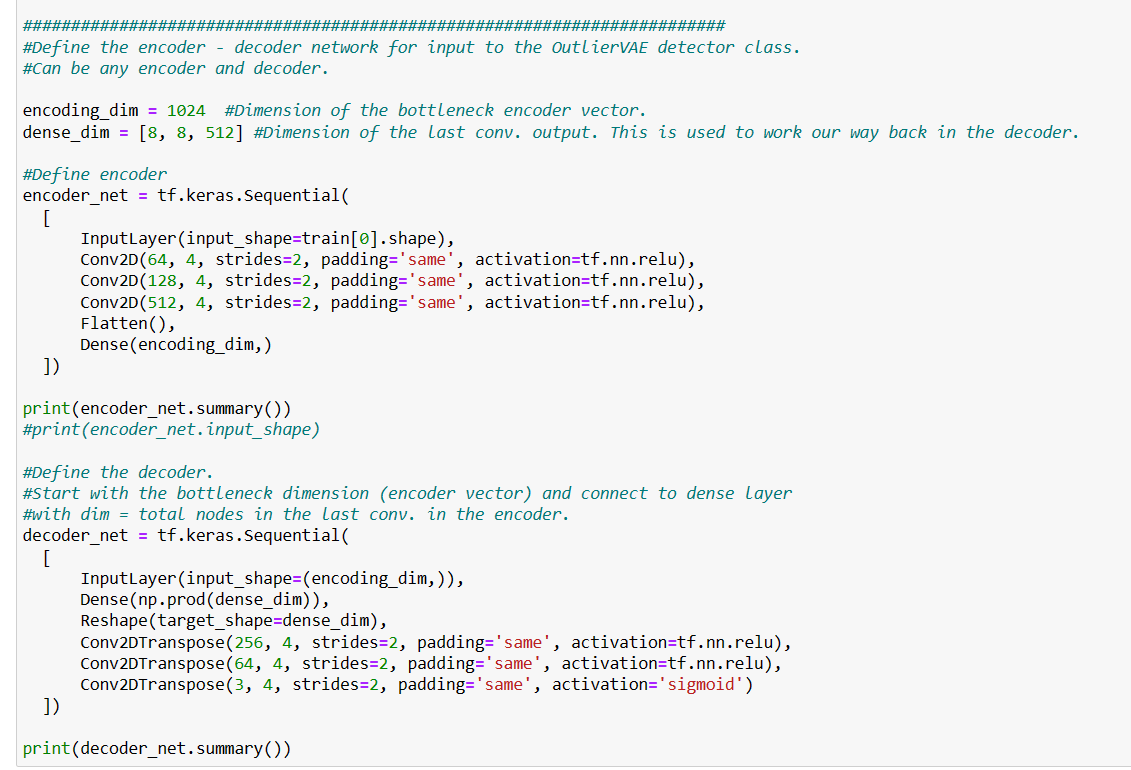 #########################################################################
#Define the encoder - decoder network for input to the OutlierVAE detector class.
#Can be any encoder and decoder.
encoding_dim = 1024  #Dimension of the bottleneck encoder vector.
dense_dim = [8, 8, 512] #Dimension of the last conv. output. This is used to work our way back in the decoder.
#Define encoder
encoder_net = tf.keras.Sequential(
  [
      InputLayer(input_shape=train[0].shape),
      Conv2D(64, 4, strides=2, padding='same', activation=tf.nn.relu),
      Conv2D(128, 4, strides=2, padding='same', activation=tf.nn.relu),
      Conv2D(512, 4, strides=2, padding='same', activation=tf.nn.relu),
      Flatten(),
      Dense(encoding_dim,)
  ])
print(encoder_net.summary())
#print(encoder_net.input_shape)
#Define the decoder.
#Start with the bottleneck dimension (encoder vector) and connect to dense layer
#with dim = total nodes in the last conv. in the encoder.
decoder_net = tf.keras.Sequential(
  [
      InputLayer(input_shape=(encoding_dim,)),
      Dense(np.prod(dense_dim)),
      Reshape(target_shape=dense_dim),
      Conv2DTranspose(256, 4, strides=2, padding='same', activation=tf.nn.relu),
      Conv2DTranspose(64, 4, strides=2, padding='same', activation=tf.nn.relu),
      Conv2DTranspose(3, 4, strides=2, padding='same', activation='sigmoid')
  ])
print(decoder_net.summary())